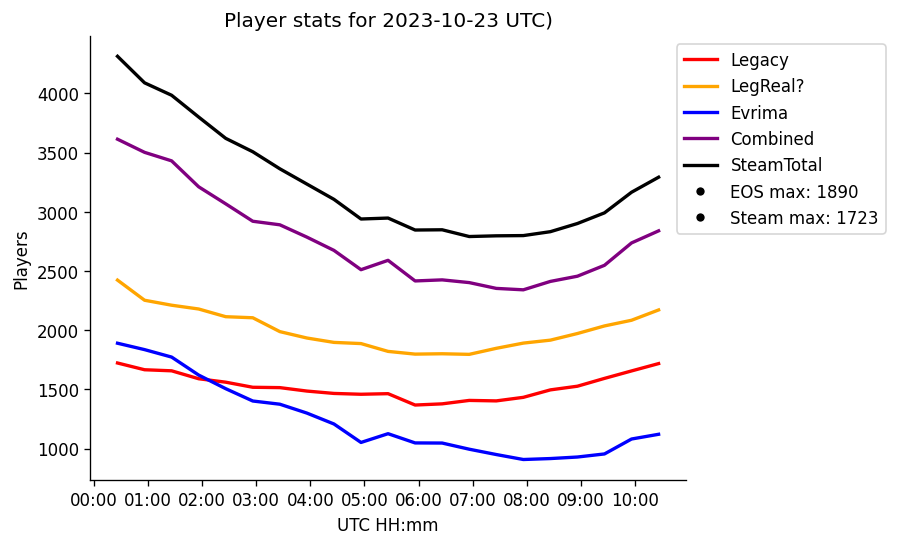 Player stats for 2023-10-23 UTC)
Legacy
LegReal?
Evrima
Combined
SteamTotal
EOS max: 1890
Steam max: 1723
Players
4000
3500
3000
2500
2000
1500
1000
00:00 01:00 02:00 03:00 04:00 05:00 06:00 07:00 08:00 09:00 10:00
UTC HH:mm